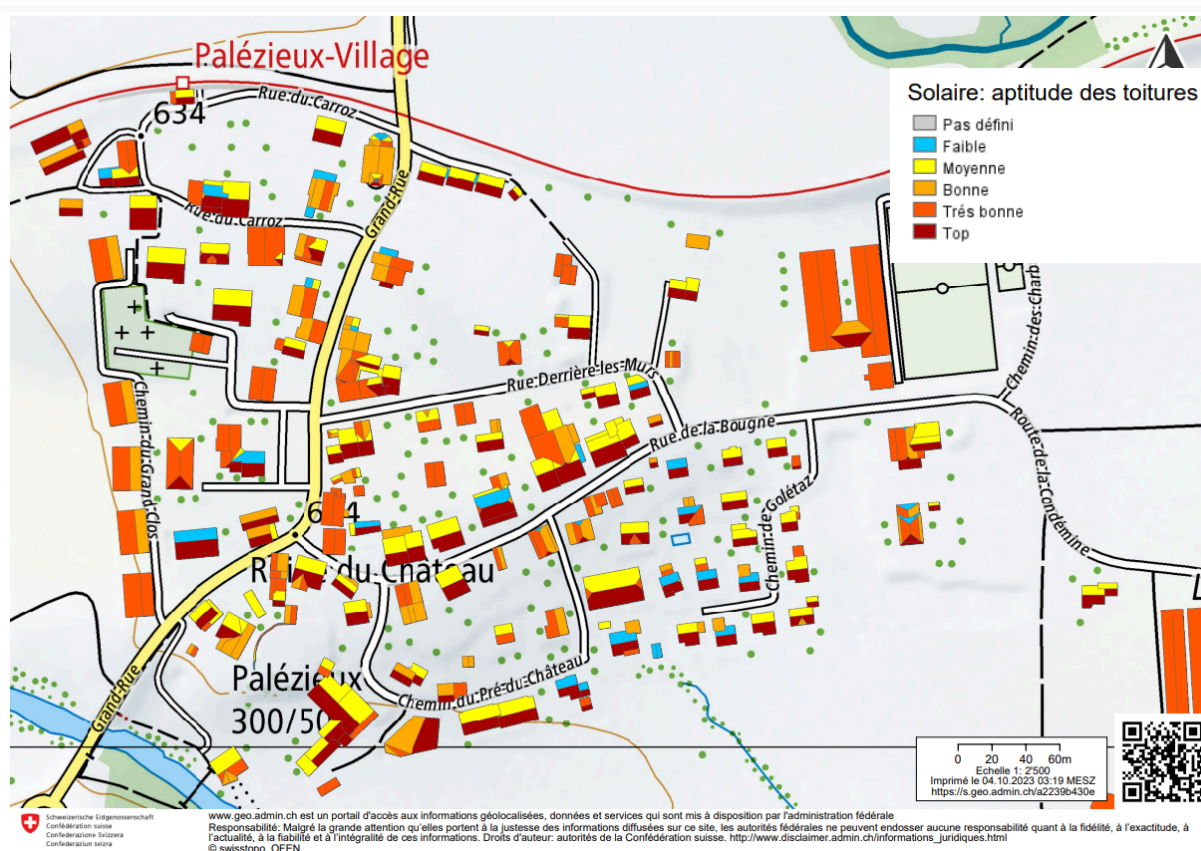 Palézieux-Village
634
Rue du Carroz
Solaire: aptitude des toitures
Pas défini
Faible
Moyenne
Bonne
Trés bonne
Top
Rue du Carroz
Grand-Rue
Chemin des Charb
Rue Derrière-les-Murs
Rue de la Bougne
Chemin du Grand Clos
Chemin de Golétaz
Route de la Condémine
du Château
Palézieux
300/50
Chemin du Pré-du-Château
Grand-Rue
0 20 40 60m
Echelle 1: 2'500
Imprimé le 04.10.2023 03:19 MESZ
https://s.geo.admin.ch/a2239b430e
Schweizerische Eidgenossenschaft
Confédération suisse
Confederazione Svizzera
Confederaziun svizra
www.geo.admin.ch est un portail d'accès aux informations géolocalisées, données et services qui sont mis à disposition par l'administration fédérale
Responsabilité: Malgré la grande attention qu'elles portent à la justesse des informations diffusées sur ce site, les autorités fédérales ne peuvent endosser aucune responsabilité quant à la fidélité, à l'exactitude, à
l'actualité, à la fiabilité et à l'intégralité de ces informations. Droits d'auteur: autorités de la Confédération suisse. http://www.disclaimer.admin.ch/informations_juridiques.html
© swisstopo, OFEN